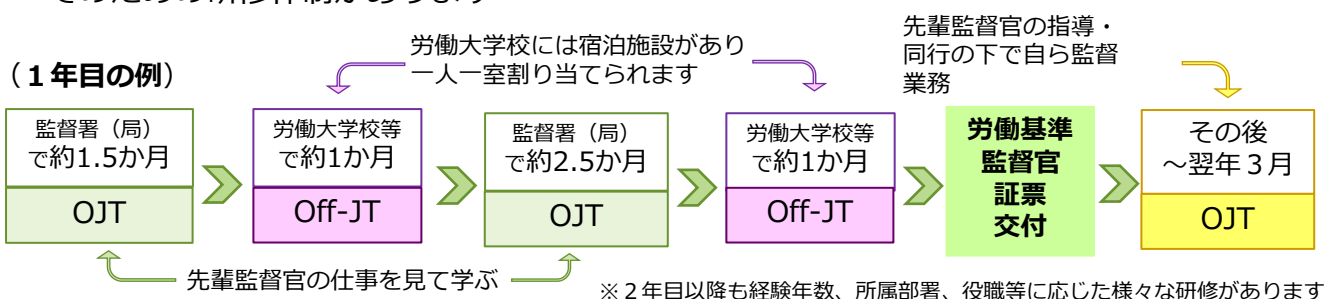 労働大学校には宿泊施設があり
一人一室割り当てられます
先輩監督官の指導・
同行の下で自ら監督
業務
（１年目の例）
監督署（局）
で約1.5か月
OJT
労働大学校等
で約1か月
Off-JT
監督署（局）
で約2.5か月
OJT
労働大学校等
で約1か月
Off-JT
労働基準
監督官
証票
交付
その後
～翌年３月
OJT
先輩監督官の仕事を見て学ぶ
※２年目以降も経験年数、所属部署、役職等に応じた様々な研修があります